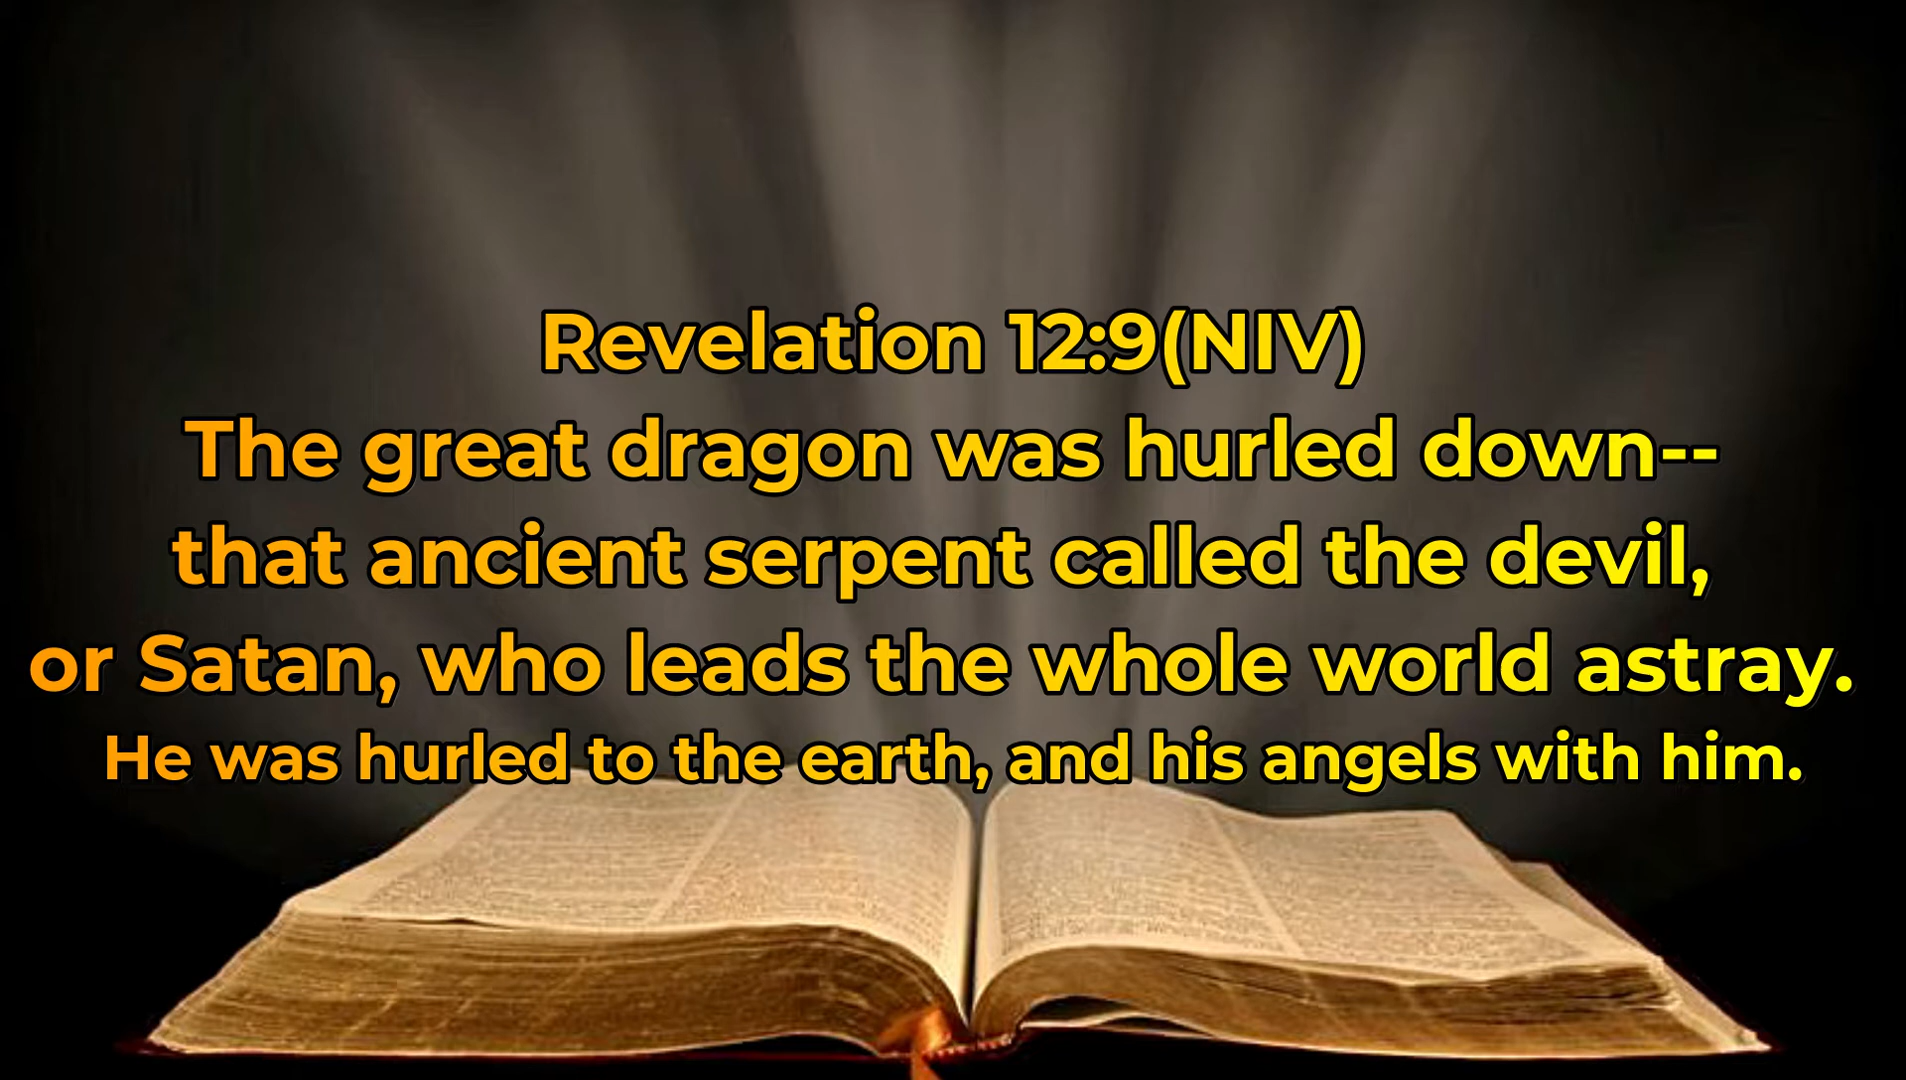 Revelation 12:9(NIV)
The great dragon was hurled down--
that ancient serpent called the devil,
or Satan, who leads the whole world astray.
He was hurled to the earth, and his angels with him.